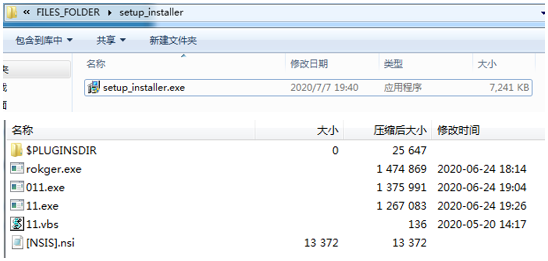 FILES_FOLDER setup_installer
包含到库中 共享 新建文件夹
夹 名称 修改日期 类型 大小
setup_installer.exe 2020/7/7 19:40 应用程序 7,241 KB
名称 大小 压缩后大小 修改时间
$PLUGINSDIR 0 25 647
rokger.exe 1 474 869 2020-06-24 18:14
011.exe 1 375 991 2020-06-24 19:04
11.exe 1 267 083 2020-06-24 19:26
11.vbs 136 2020-05-20 14:17
[NSIS].nsi 13 372 13 372